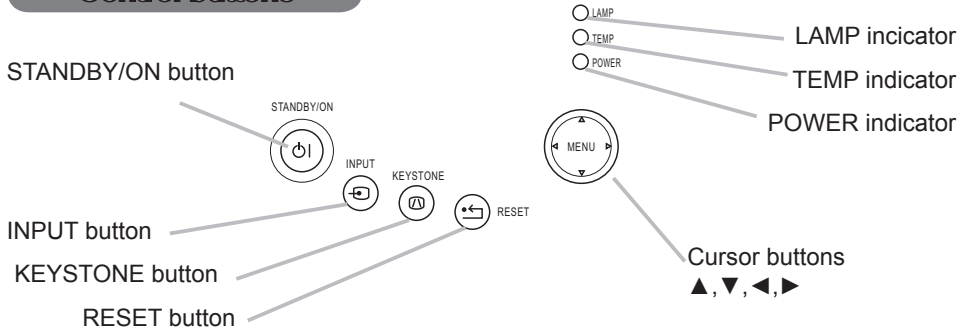 Control buttons
LAMP
TEMP
POWER
LAMP incicator
TEMP indicator
POWER indicator
STANDBY/ON button
STANDBY/ON
MENU
INPUT
KEYSTONE
RESET
INPUT button
KEYSTONE button
RESET button
Cursor buttons
▲,▼,◄,►